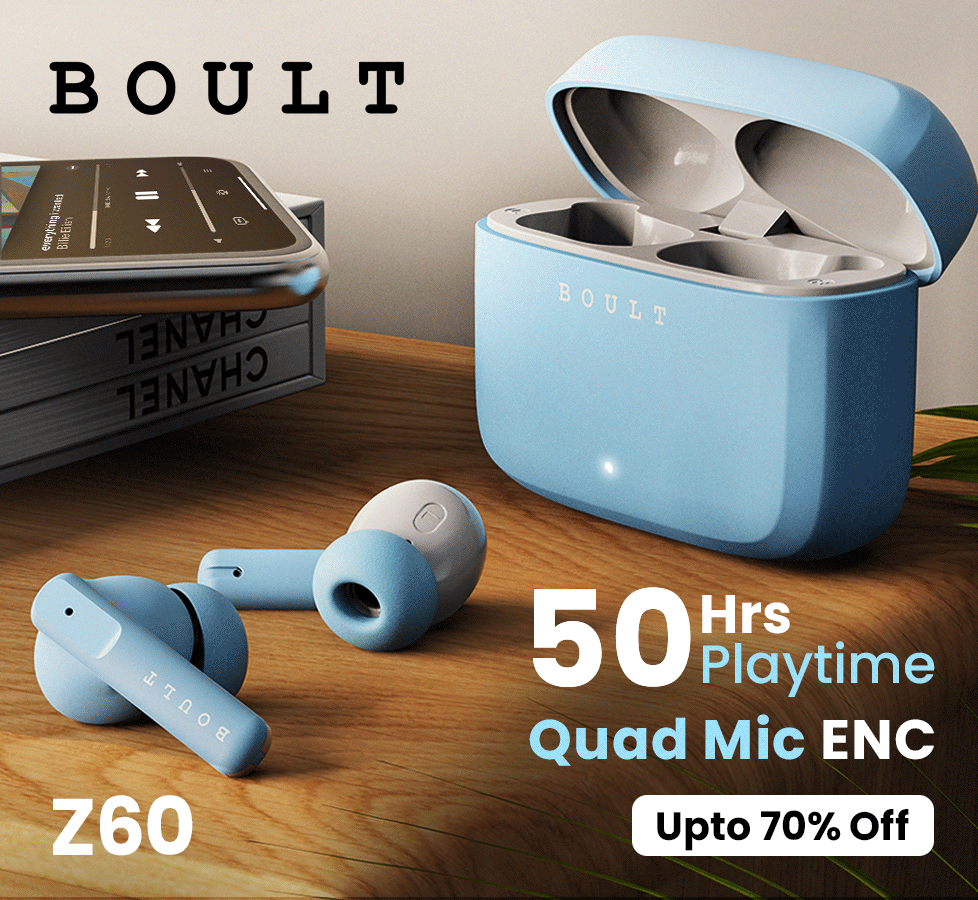 BOULT
everything i wanted
Billie Eilish
CHANEL
CHANEL
BOULT
BOULT
50 Hrs
Playtime
Quad Mic ENC
Z60
Upto 70% Off